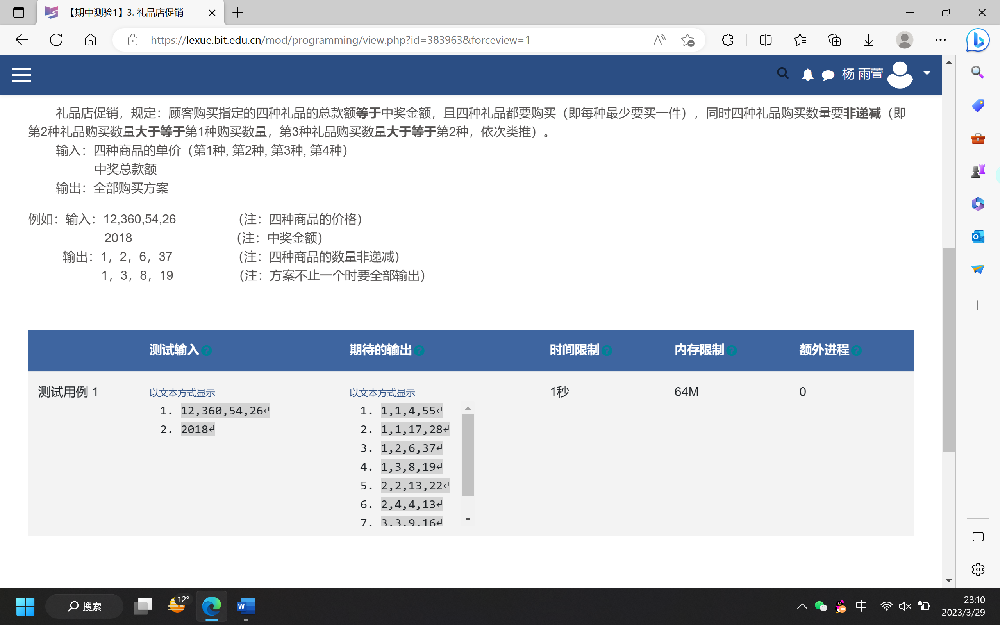 【期中测验1】3. 礼品店促销
https://lexue.bit.edu.cn/mod/programming/view.php?id=383963&forceview=1
杨 雨萱
礼品店促销，规定：顾客购买指定的四种礼品的总款额等于中奖金额，且四种礼品都要购买（即每种最少要买一件），同时四种礼品购买数量要非递减（即
第2种礼品购买数量大于等于第1种购买数量，第3种礼品购买数量大于等于第2种，依次类推）。
输入：四种商品的单价（第1种, 第2种, 第3种, 第4种）
中奖总款额
输出：全部购买方案
例如：输入：12,360,54,26 （注：四种商品的价格）
2018 （注：中奖金额）
输出：1，2，6，37 （注：四种商品的数量非递减）
1，3，8，19 （注：方案不止一个时要全部输出）
测试输入 ? 期待的输出 ? 时间限制 ? 内存限制 ? 额外进程 ?
测试用例 1 以文本方式显示 以文本方式显示 1秒 64M 0
1. 12,360,54,26↵ 1. 1,1,4,55↵
2. 2018↵ 2. 1,1,17,28↵
3. 1,2,6,37↵
4. 1,3,8,19↵
5. 2,2,13,22↵
6. 2,4,4,13↵
7. 3,3,9,16↵
搜索 12° 中 23:10
2023/3/29